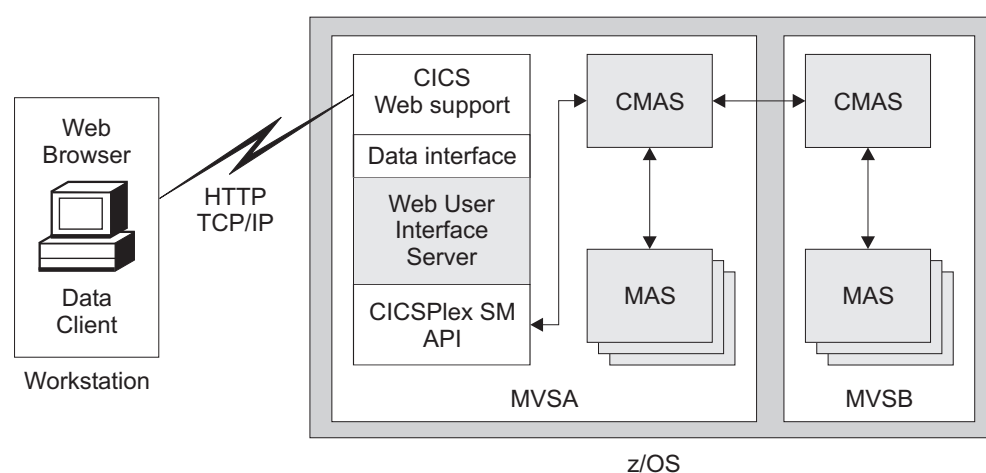 Web
Browser
Data
Client
Workstation
HTTP
TCP/IP
CICS
Web support
Data interface
Web User
Interface
Server
CICSPlex SM
API
CMAS
MAS
MVSA
CMAS
MAS
MVSB
z/OS